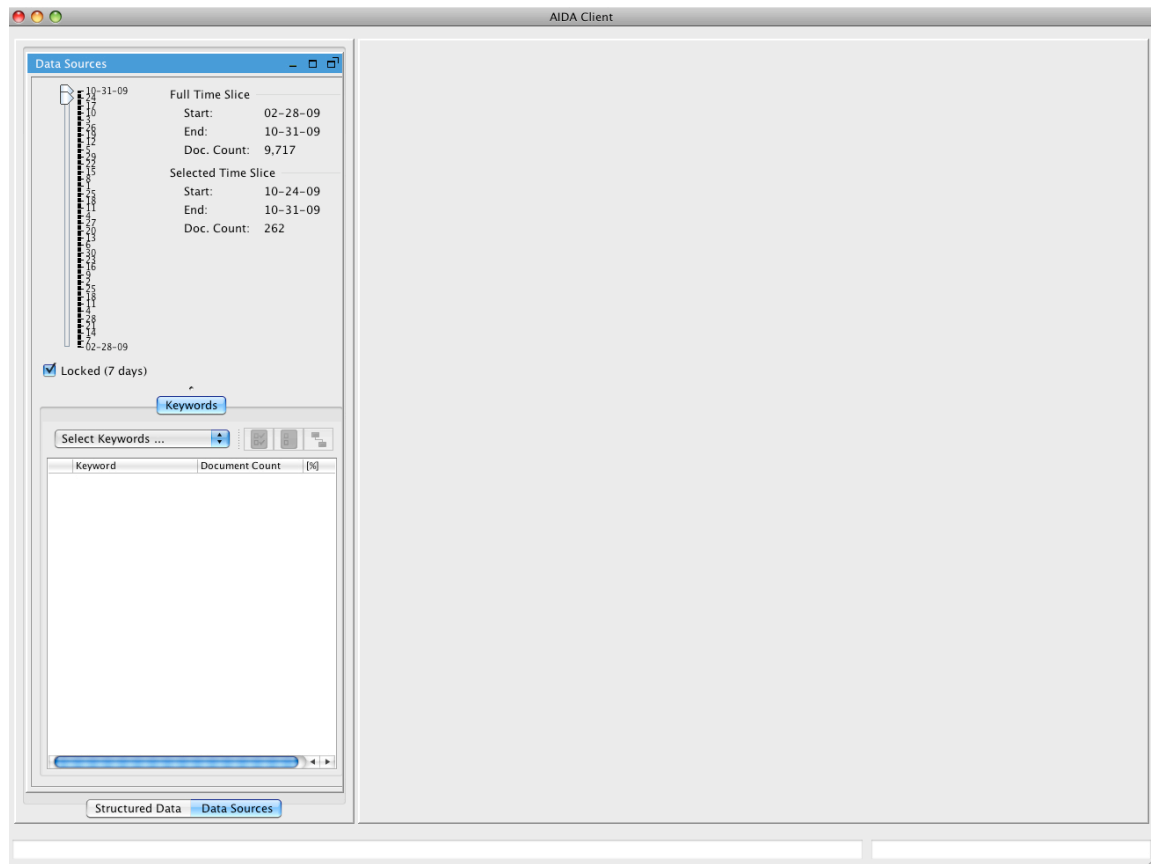 AIDA Client
Data Sources
10-31-09
24
17
10
3
26
19
12
5
29
22
15
8
1
25
18
11
4
27
20
13
6
30
23
16
9
2
25
18
11
4
28
21
14
7
02-28-09
Full Time Slice
Start: 02-28-09
End: 10-31-09
Doc. Count: 9,717
Selected Time Slice
Start: 10-24-09
End: 10-31-09
Doc. Count: 262
Locked (7 days)
Keywords
Select Keywords ...
Keyword Document Count [%]
Structured Data Data Sources